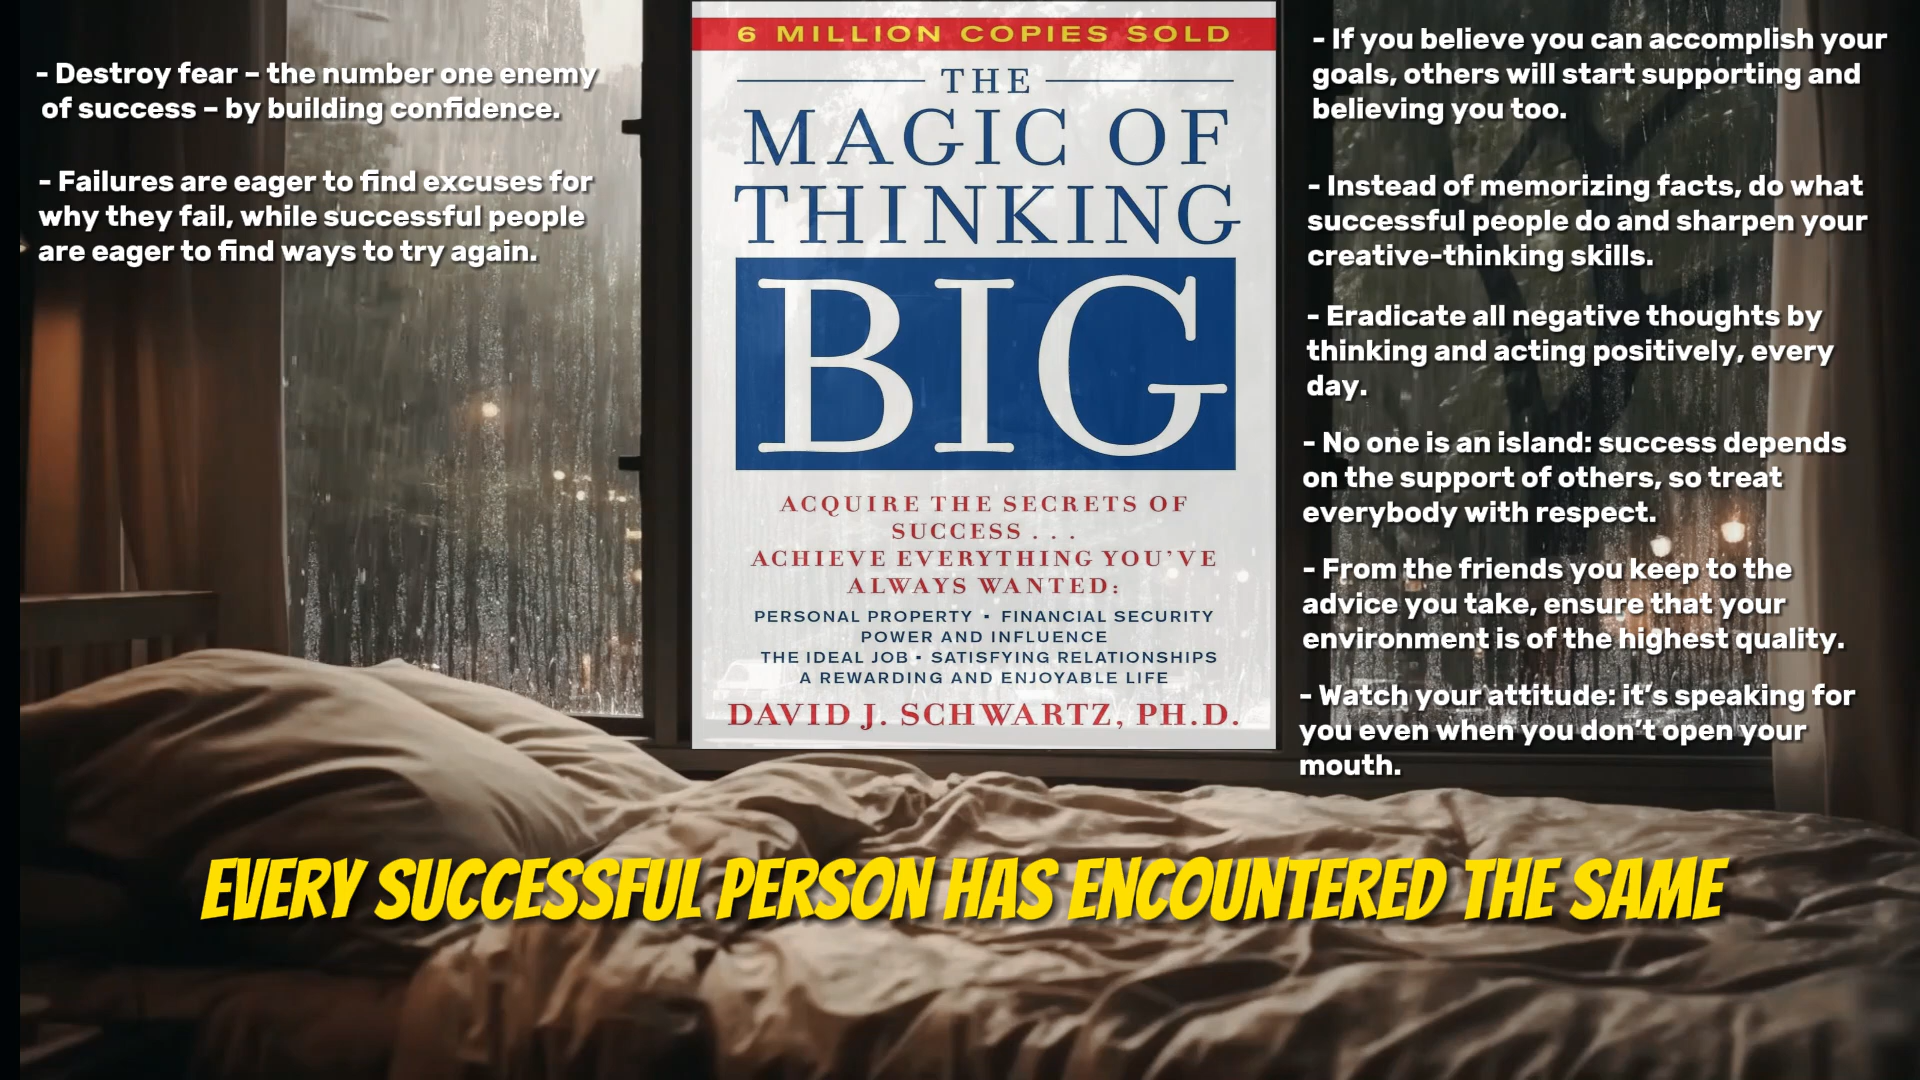 - Destroy fear – the number one enemy
of success – by building confidence.
- Failures are eager to find excuses for
why they fail, while successful people
are eager to find ways to try again.
6 MILLION COPIES SOLD
THE
MAGIC OF
THINKING
BIG
ACQUIRE THE SECRETS OF
SUCCESS . . .
ACHIEVE EVERYTHING YOU'VE
ALWAYS WANTED:
PERSONAL PROPERTY • FINANCIAL SECURITY
POWER AND INFLUENCE
THE IDEAL JOB • SATISFYING RELATIONSHIPS
A REWARDING AND ENJOYABLE LIFE
DAVID J. SCHWARTZ, PH.D.
- If you believe you can accomplish your
goals, others will start supporting and
believing you too.
- Instead of memorizing facts, do what
successful people do and sharpen your
creative-thinking skills.
- Eradicate all negative thoughts by
thinking and acting positively, every
day.
- No one is an island: success depends
on the support of others, so treat
everybody with respect.
- From the friends you keep to the
advice you take, ensure that your
environment is of the highest quality.
- Watch your attitude: it’s speaking for
you even when you don’t open your
mouth.
EVERY SUCCESSFUL PERSON HAS ENCOUNTERED THE SAME